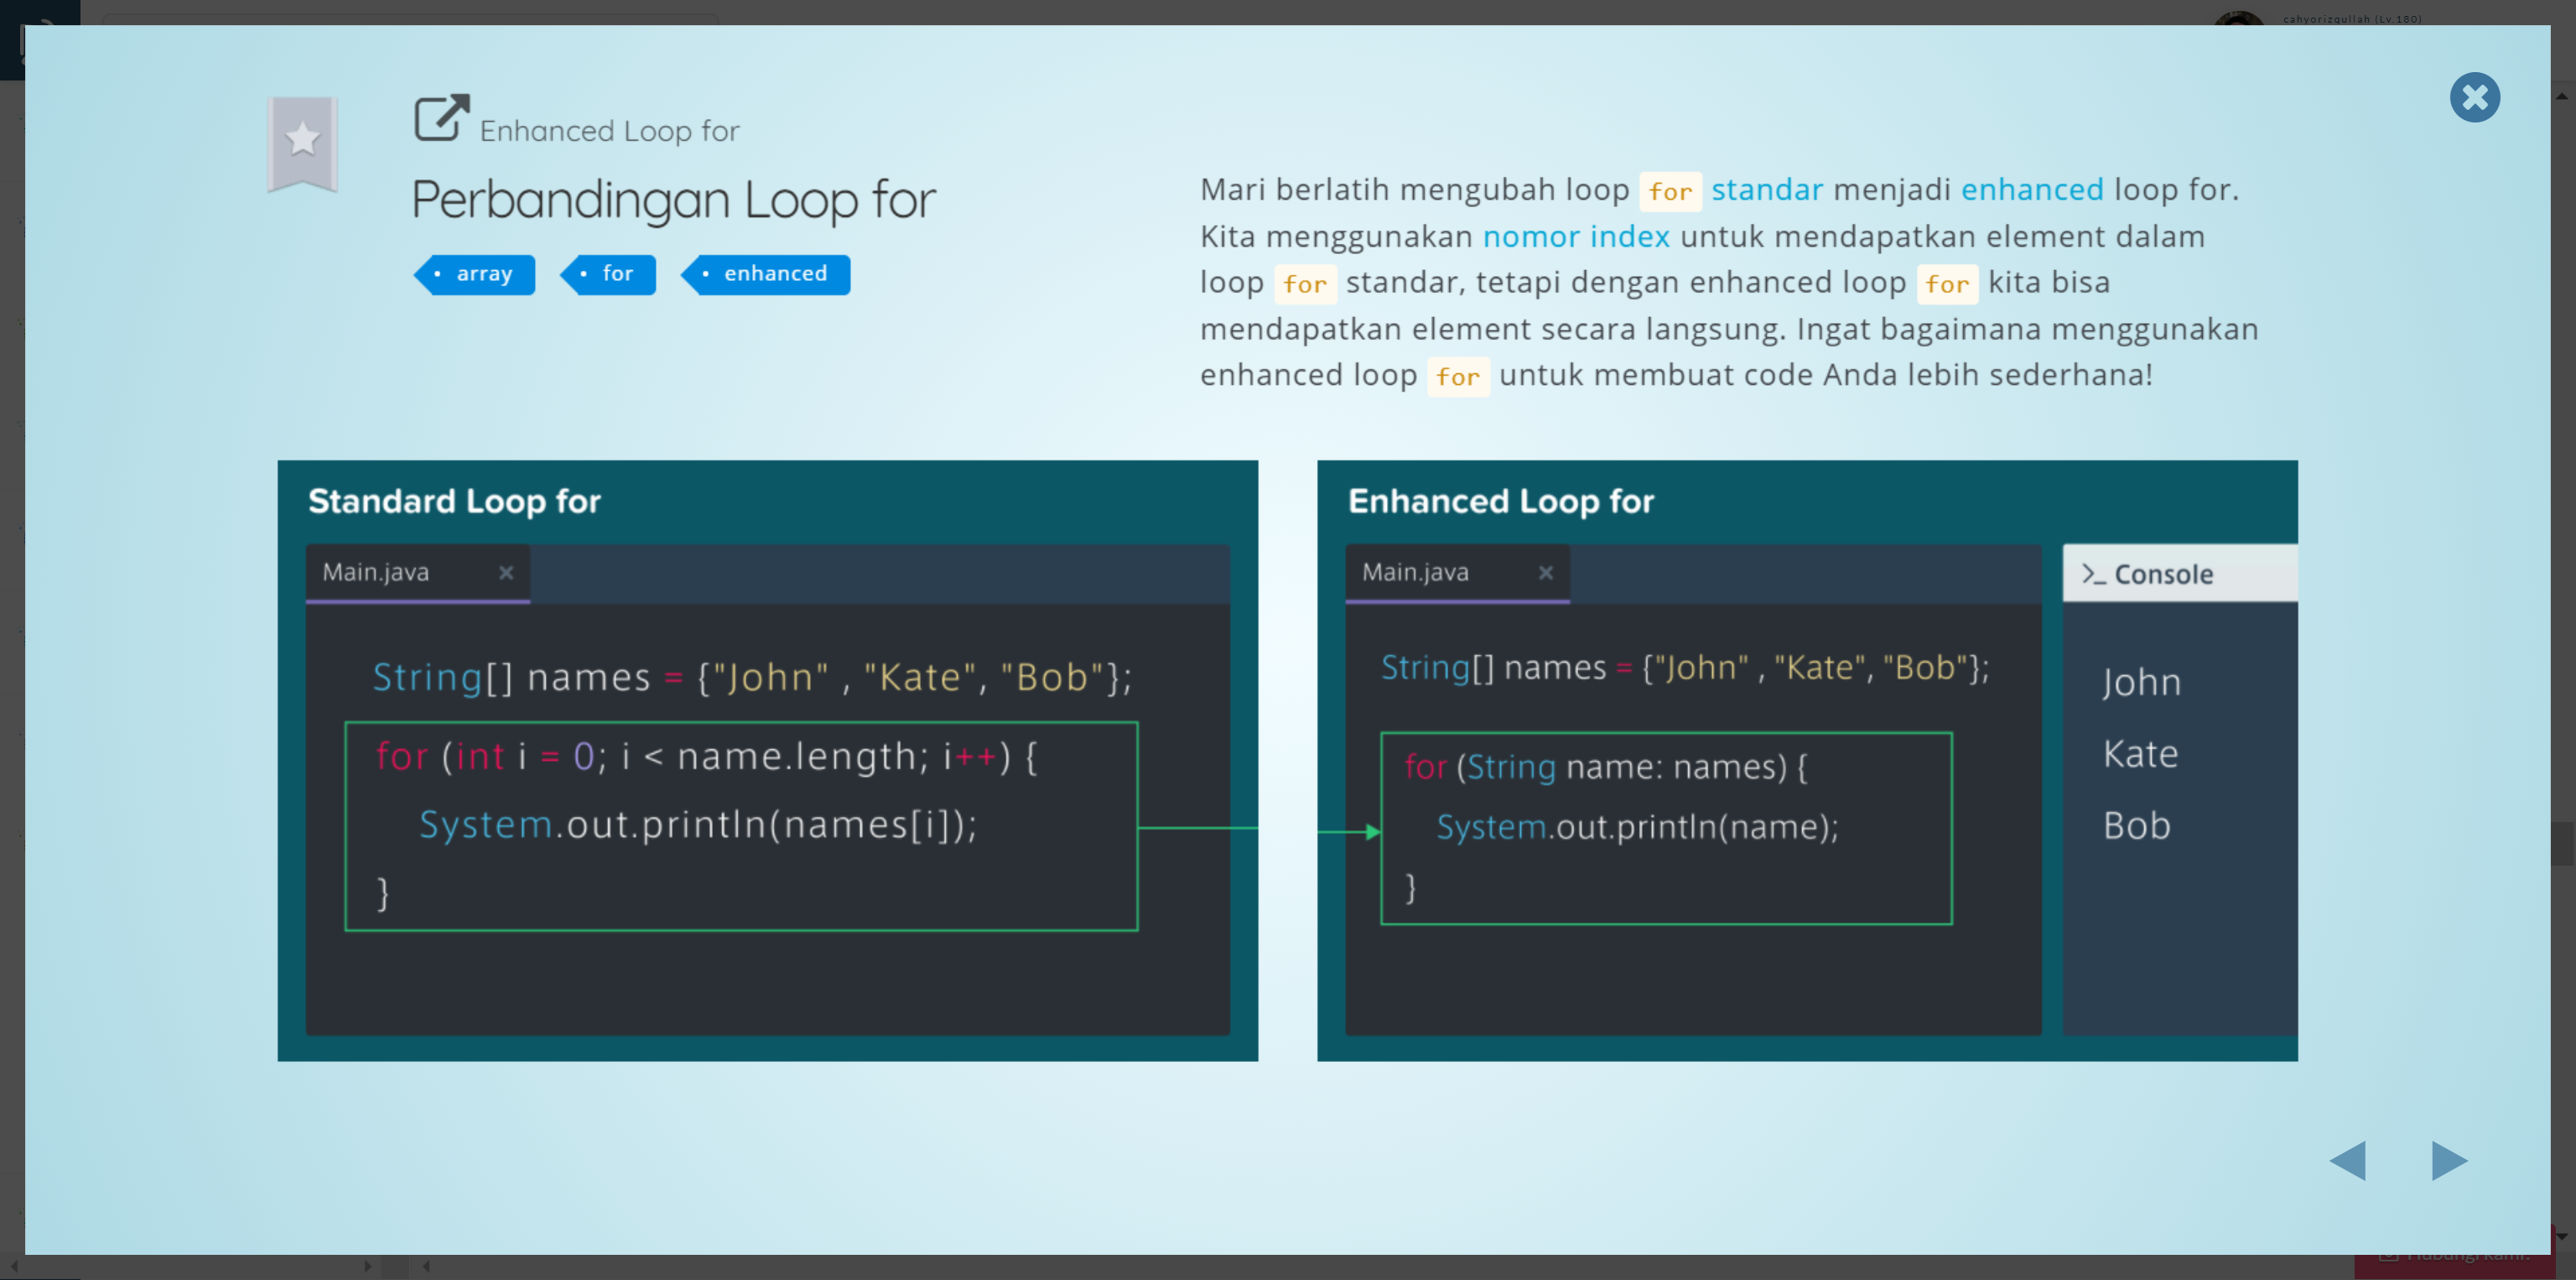 cahyorizqullah (Lv.180)
Enhanced Loop for
Perbandingan Loop for
array for enhanced
Mari berlatih mengubah loop for standar menjadi enhanced loop for.
Kita menggunakan nomor index untuk mendapatkan element dalam
loop for standar, tetapi dengan enhanced loop for kita bisa
mendapatkan element secara langsung. Ingat bagaimana menggunakan
enhanced loop for untuk membuat code Anda lebih sederhana!
Standard Loop for
Main.java
String[] names = {"John" , "Kate", "Bob"};
for (int i = 0; i < name.length; i++) {
System.out.println(names[i]);
}
Enhanced Loop for
Main.java
String[] names = {"John" , "Kate", "Bob"};
for (String name: names) {
System.out.println(name);
}
>_ Console
John
Kate
Bob